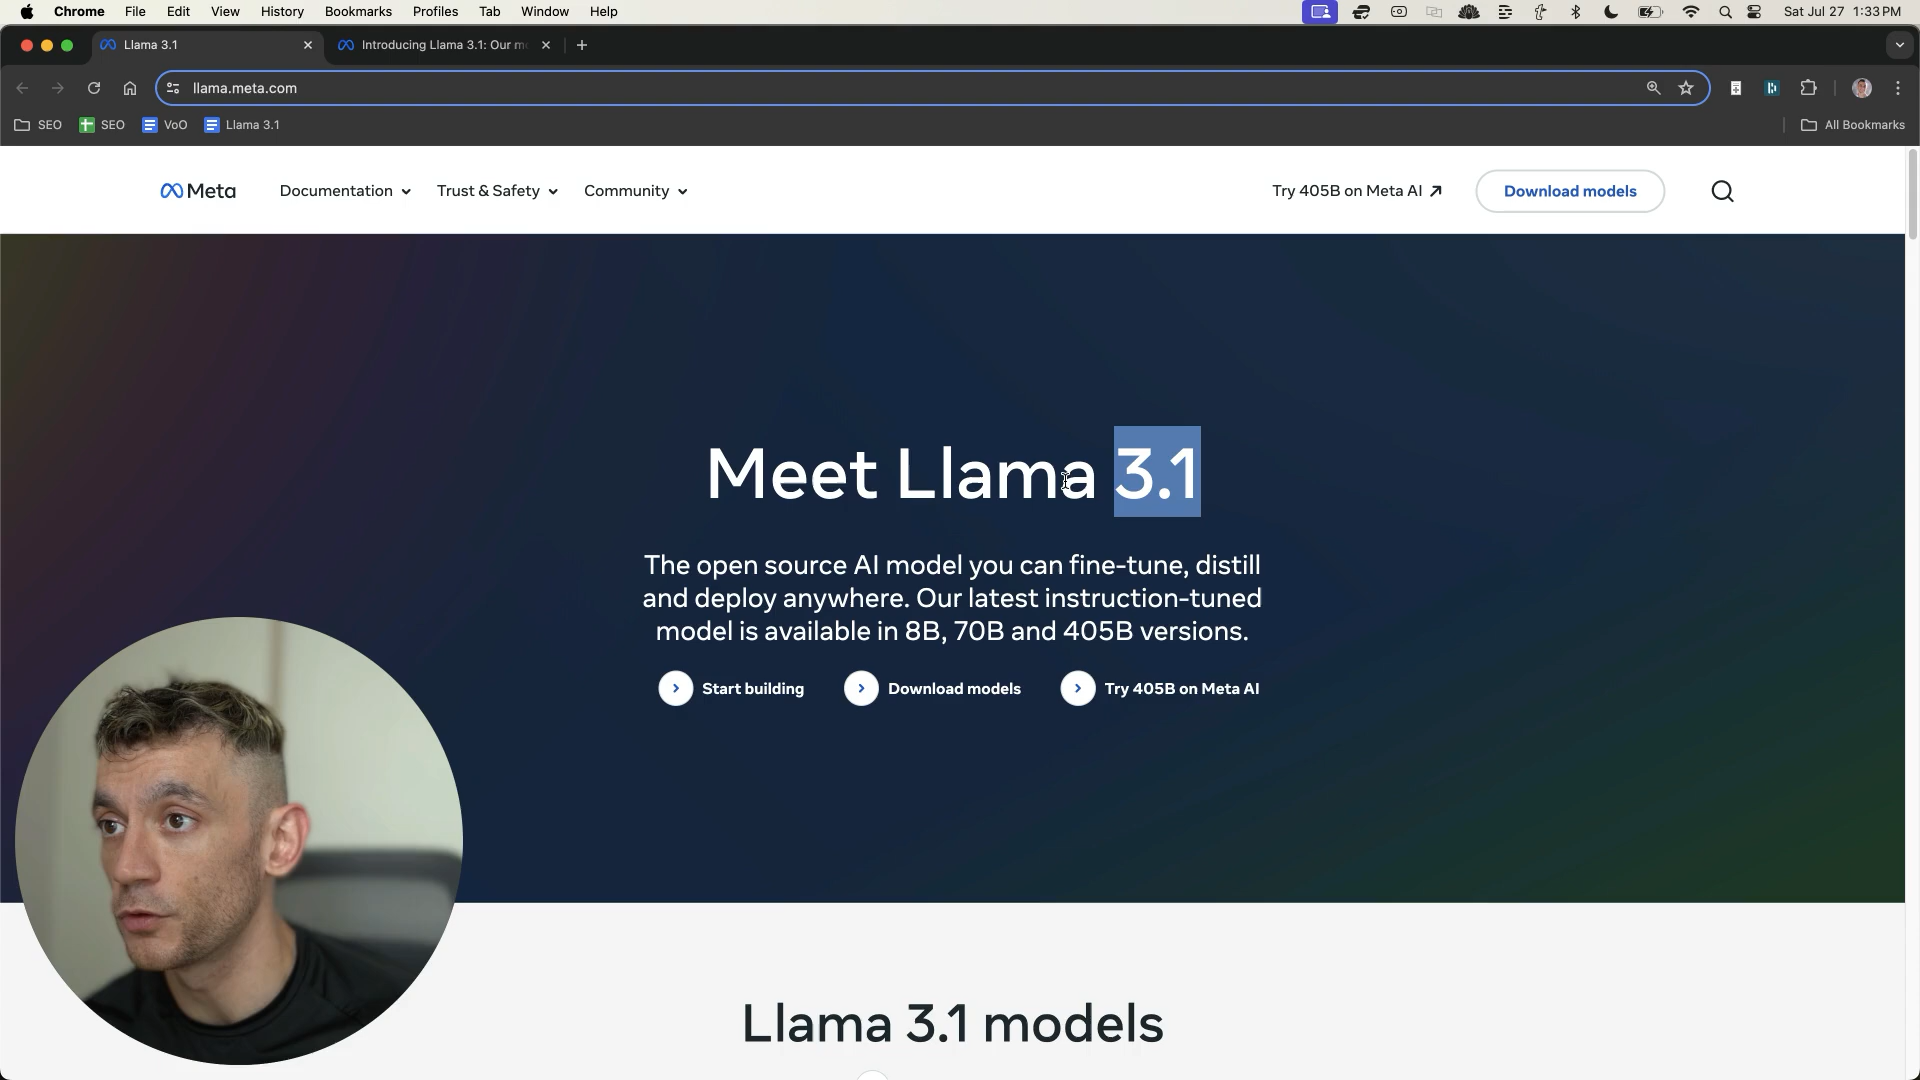 Chrome File Edit View History Bookmarks Profiles Tab Window Help Sat Jul 27 1:33 PM
Llama 3.1 Introducing Llama 3.1: Our m
llama.meta.com
SEO SEO VoO Llama 3.1 All Bookmarks
Meta Documentation Trust & Safety Community Try 405B on Meta AI Download models
Meet Llama 3.1
The open source AI model you can fine-tune, distill
and deploy anywhere. Our latest instruction-tuned
model is available in 8B, 70B and 405B versions.
Start building Download models Try 405B on Meta AI
Llama 3.1 models